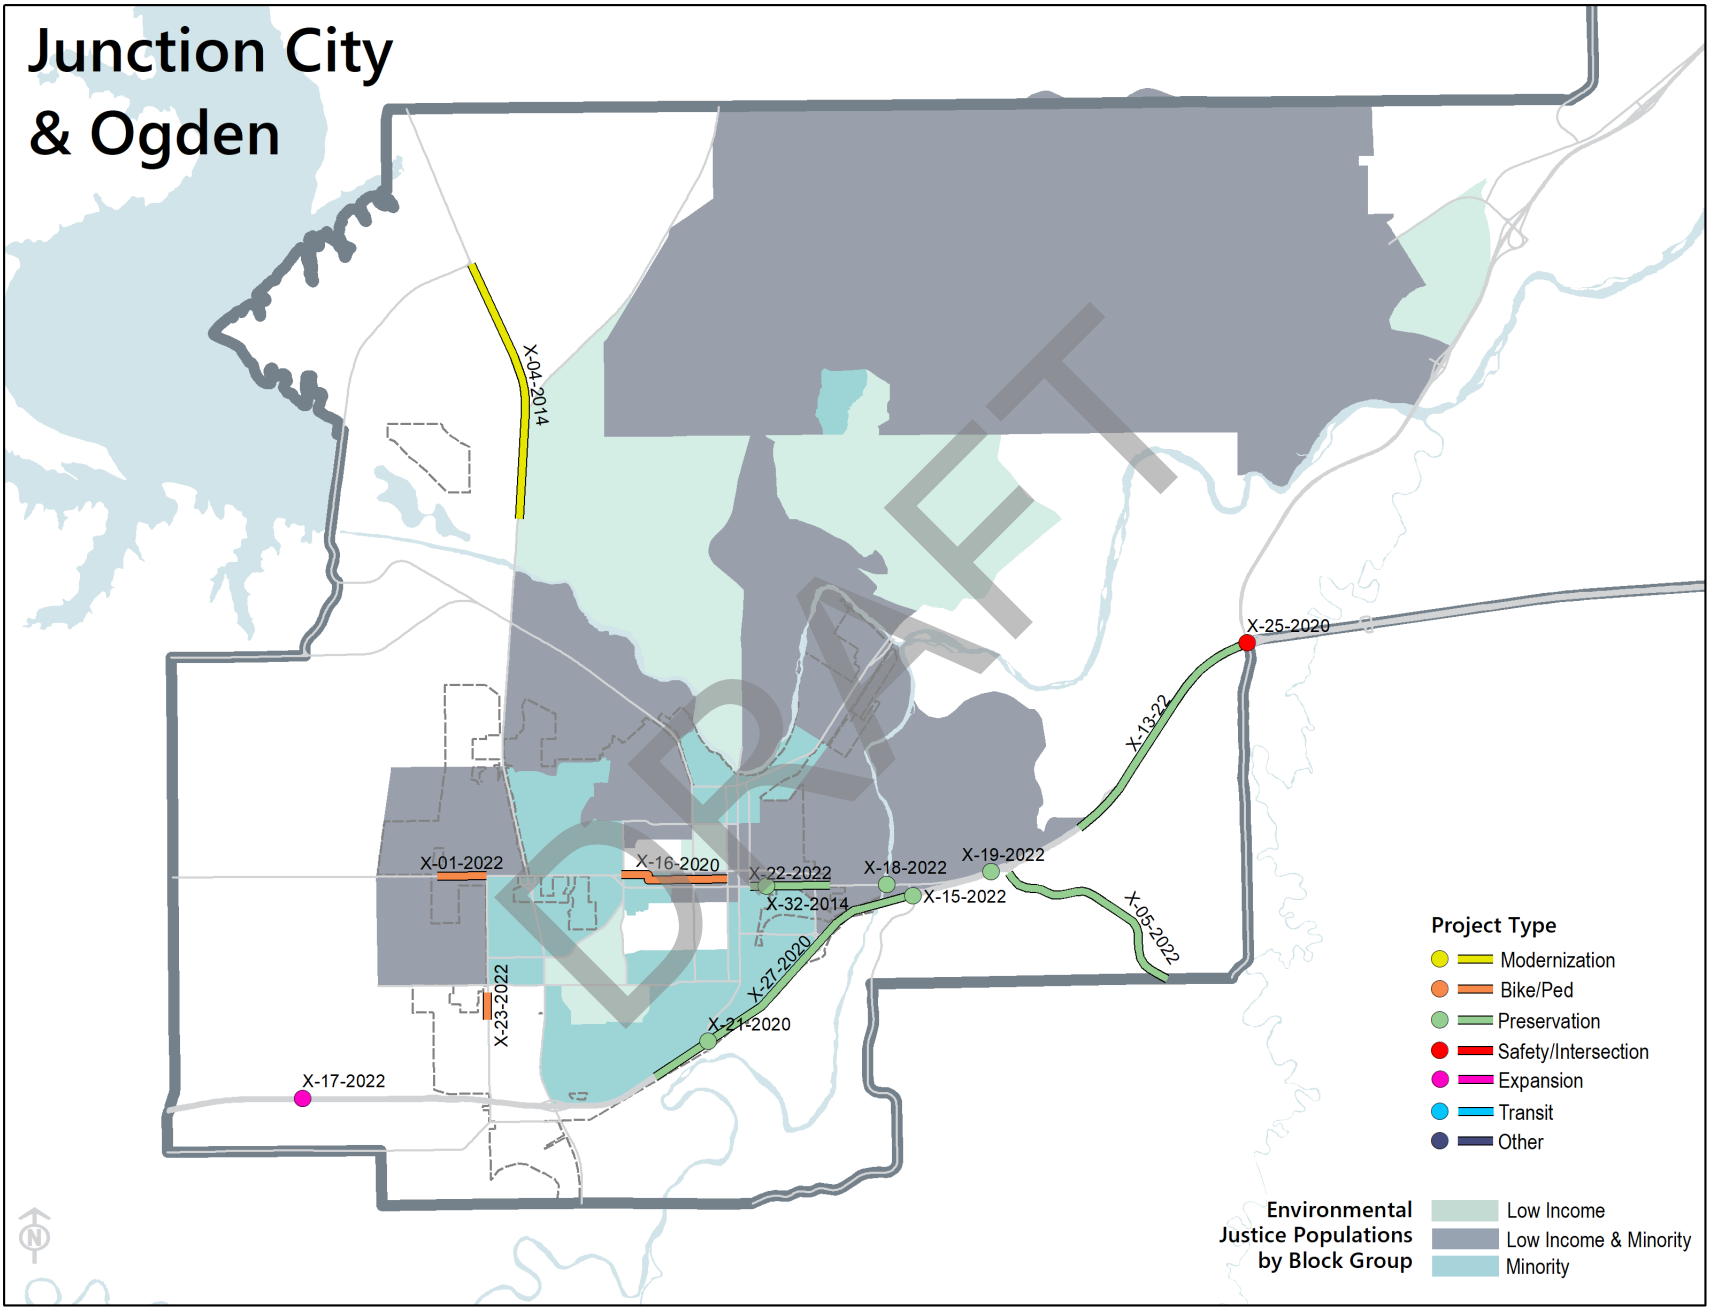 Junction City
& Ogden
X-04-2014
X-25-2020
X-13-22
X-01-2022
X-16-2020
X-22-2022
X-18-2022
X-19-2022
X-32-2014
X-15-2022
X-05-2022
X-27-2020
X-23-2022
X-21-2020
X-17-2022
DRAFT
Project Type
Modernization
Bike/Ped
Preservation
Safety/Intersection
Expansion
Transit
Other
Environmental
Justice Populations
by Block Group
Low Income
Low Income & Minority
Minority
N